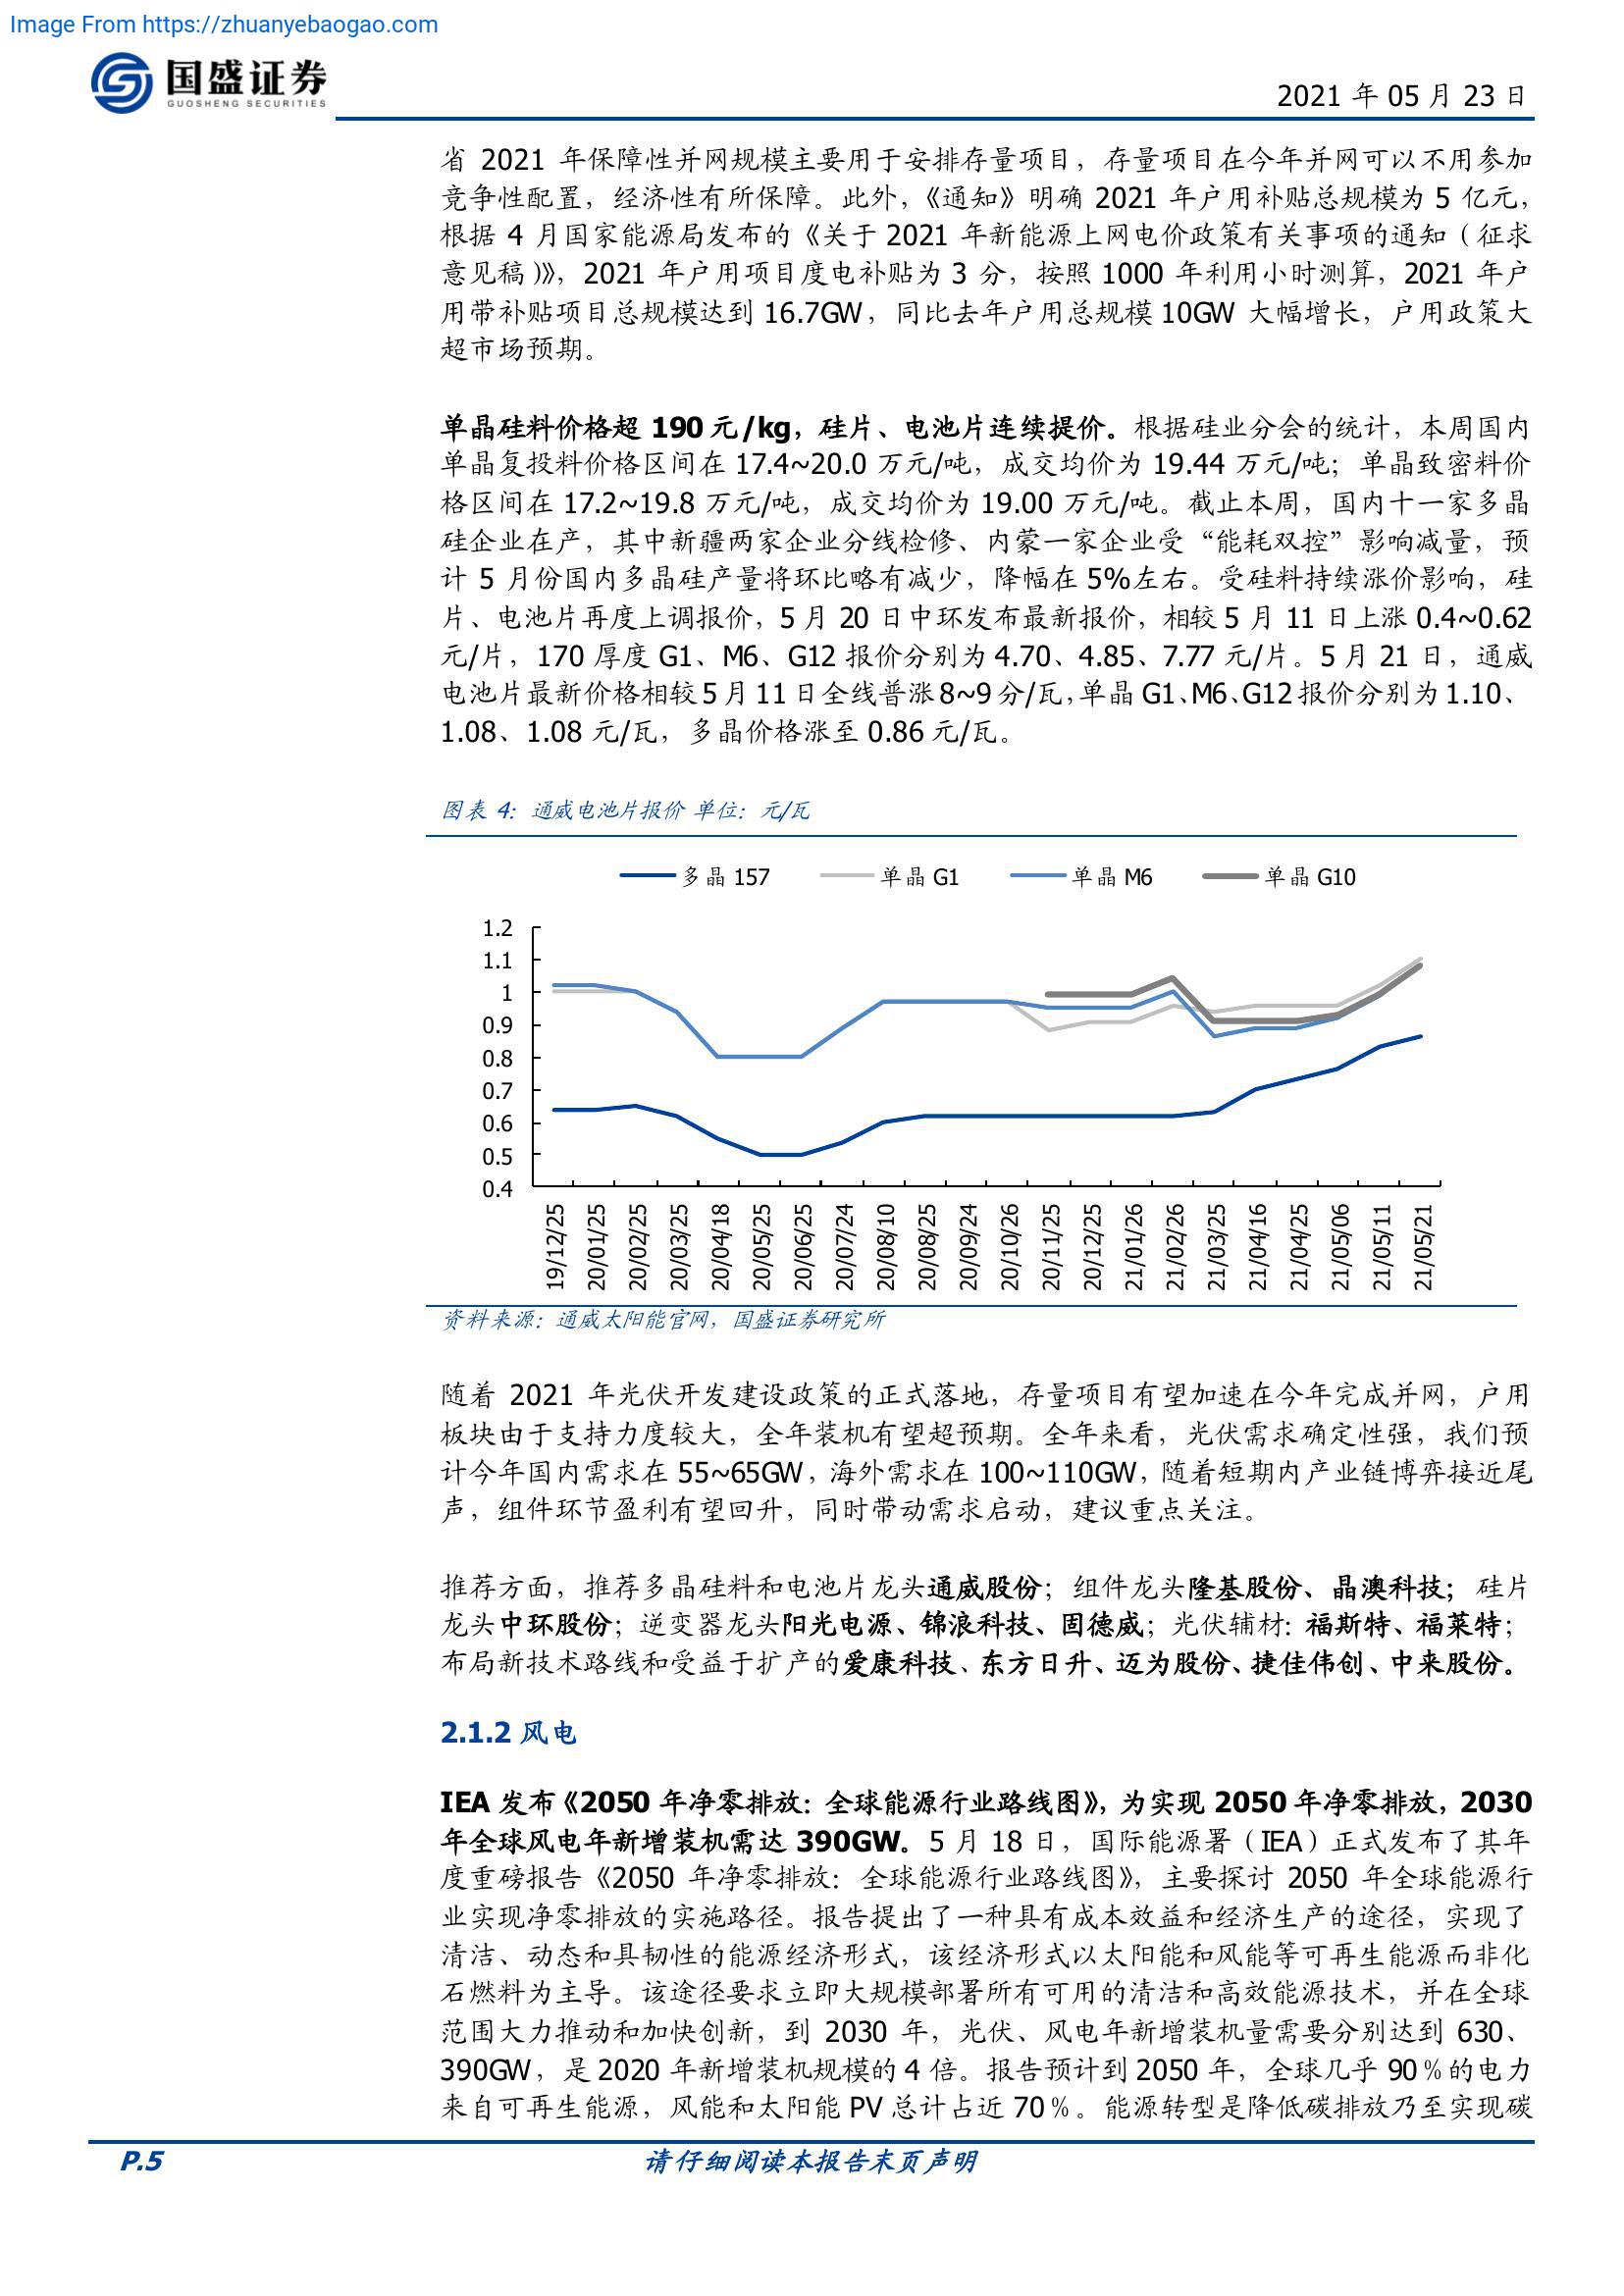 Image From https://zhuanyebaogao.com
国盛证券
GUOSHENG SECURITIES
2021 年 05 月 23 日
省 2021 年保障性并网规模主要用于安排存量项目，存量项目在今年并网可以不用参加
竞争性配置，经济性有所保障。此外，《通知》明确 2021 年户用补贴总规模为 5 亿元，
根据 4 月国家能源局发布的《关于 2021 年新能源上网电价政策有关事项的通知（征求
意见稿）》，2021 年户用项目度电补贴为 3 分，按照 1000 年利用小时测算，2021 年户
用带补贴项目总规模达到 16.7GW，同比去年户用总规模 10GW 大幅增长，户用政策大
超市场预期。
单晶硅料价格超 190 元/kg，硅片、电池片连续提价。根据硅业分会的统计，本周国内
单晶复投料价格区间在 17.4~20.0 万元/吨，成交均价为 19.44 万元/吨；单晶致密料价
格区间在 17.2~19.8 万元/吨，成交均价为 19.00 万元/吨。截止本周，国内十一家多晶
硅企业在产，其中新疆两家企业分线检修、内蒙一家企业受“能耗双控”影响减量，预
计 5 月份国内多晶硅产量将环比略有减少，降幅在 5%左右。受硅料持续涨价影响，硅
片、电池片再度上调报价，5 月 20 日中环发布最新报价，相较 5 月 11 日上涨 0.4~0.62
元/片，170 厚度 G1、M6、G12 报价分别为 4.70、4.85、7.77 元/片。5 月 21 日，通威
电池片最新价格相较 5 月 11 日全线普涨 8~9 分/瓦，单晶 G1、M6、G12 报价分别为 1.10、
1.08、1.08 元/瓦，多晶价格涨至 0.86 元/瓦。
图表 4：通威电池片报价 单位：元/瓦
多晶 157 单晶 G1 单晶 M6 单晶 G10
1.2
1.1
1
0.9
0.8
0.7
0.6
0.5
0.4
19/12/25
20/01/25
20/02/25
20/03/25
20/04/18
20/05/25
20/06/25
20/07/24
20/08/10
20/08/25
20/09/24
20/10/26
20/11/25
20/12/25
21/01/26
21/02/26
21/03/25
21/04/16
21/04/25
21/05/06
21/05/11
21/05/21
资料来源：通威太阳能官网，国盛证券研究所
随着 2021 年光伏开发建设政策的正式落地，存量项目有望加速在今年完成并网，户用
板块由于支持力度较大，全年装机有望超预期。全年来看，光伏需求确定性强，我们预
计今年国内需求在 55~65GW，海外需求在 100~110GW，随着短期内产业链博弈接近尾
声，组件环节盈利有望回升，同时带动需求启动，建议重点关注。
推荐方面，推荐多晶硅料和电池片龙头通威股份；组件龙头隆基股份、晶澳科技；硅片
龙头中环股份；逆变器龙头阳光电源、锦浪科技、固德威；光伏辅材：福斯特、福莱特；
布局新技术路线和受益于扩产的爱康科技、东方日升、迈为股份、捷佳伟创、中来股份。
2.1.2 风电
IEA 发布《2050 年净零排放：全球能源行业路线图》，为实现 2050 年净零排放，2030
年全球风电年新增装机需达 390GW。5 月 18 日，国际能源署（IEA）正式发布了其年
度重磅报告《2050 年净零排放：全球能源行业路线图》，主要探讨 2050 年全球能源行
业实现净零排放的实施路径。报告提出了一种具有成本效益和经济生产的途径，实现了
清洁、动态和具韧性的能源经济形式，该经济形式以太阳能和风能等可再生能源而非化
石燃料为主导。该途径要求立即大规模部署所有可用的清洁和高效能源技术，并在全球
范围大力推动和加快创新，到 2030 年，光伏、风电年新增装机量需要分别达到 630、
390GW，是 2020 年新增装机规模的 4 倍。报告预计到 2050 年，全球几乎 90％的电力
来自可再生能源，风能和太阳能 PV 总计占近 70％。能源转型是降低碳排放乃至实现碳
P.5
请仔细阅读本报告末页声明